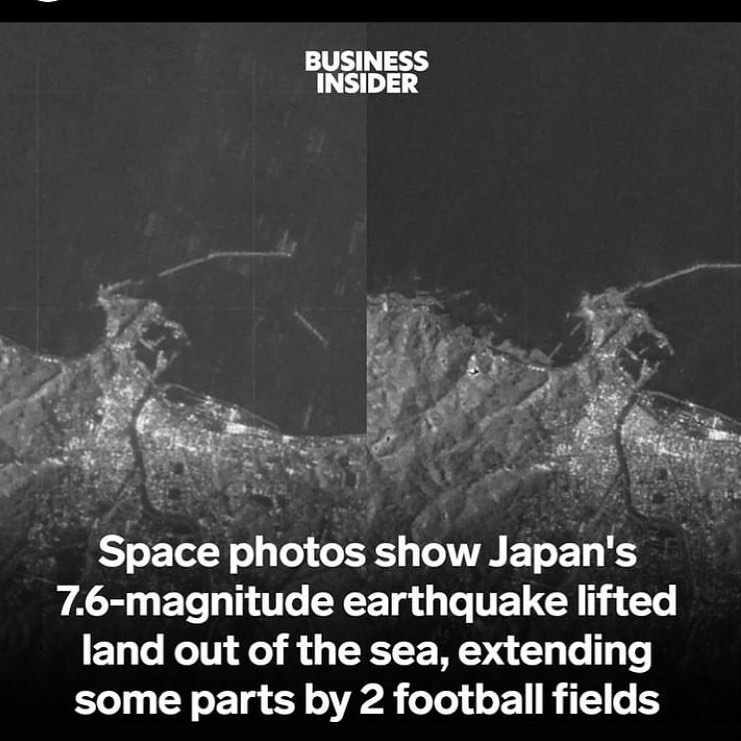 BUSINESS
INSIDER
Space photos show Japan's
7.6-magnitude earthquake lifted
land out of the sea, extending
some parts by 2 football fields